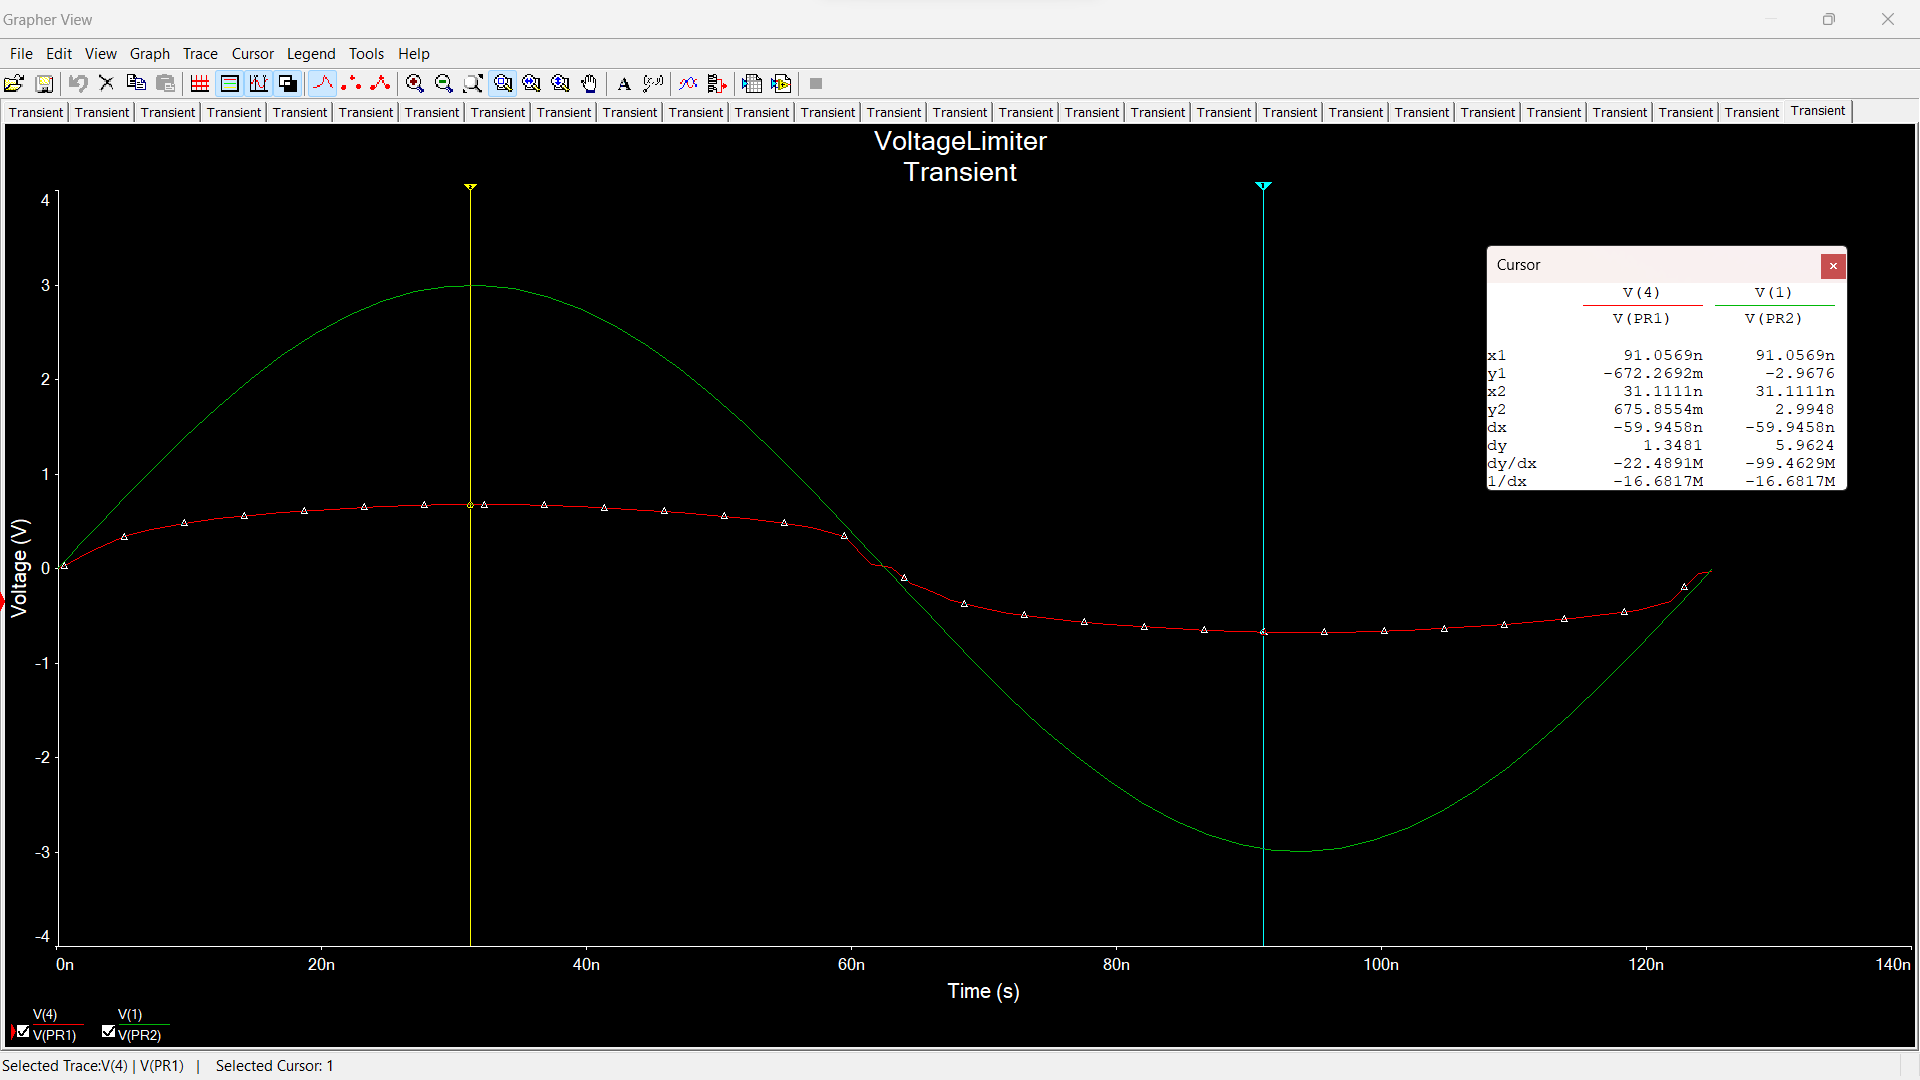 Grapher View
File Edit View Graph Trace Cursor Legend Tools Help
Transient Transient Transient Transient Transient Transient Transient Transient Transient Transient Transient Transient Transient Transient Transient Transient Transient Transient Transient Transient Transient Transient Transient Transient Transient Transient Transient Transient
VoltageLimiter
Transient
4
3
2
1
0
-1
-2
-3
-4
Voltage (V)
0n 20n 40n 60n 80n 100n 120n 140n
Time (s)
Cursor
V(4) V(1)
V(PR1) V(PR2)
x1 91.0569n 91.0569n
y1 -672.2692m -2.9676
x2 31.1111n 31.1111n
y2 675.8554m 2.9948
dx -59.9458n -59.9458n
dy 1.3481 5.9624
dy/dx -22.4891M -99.4629M
1/dx -16.6817M -16.6817M
V(4) V(1)
V(PR1) V(PR2)
Selected Trace:V(4) | V(PR1) | Selected Cursor: 1